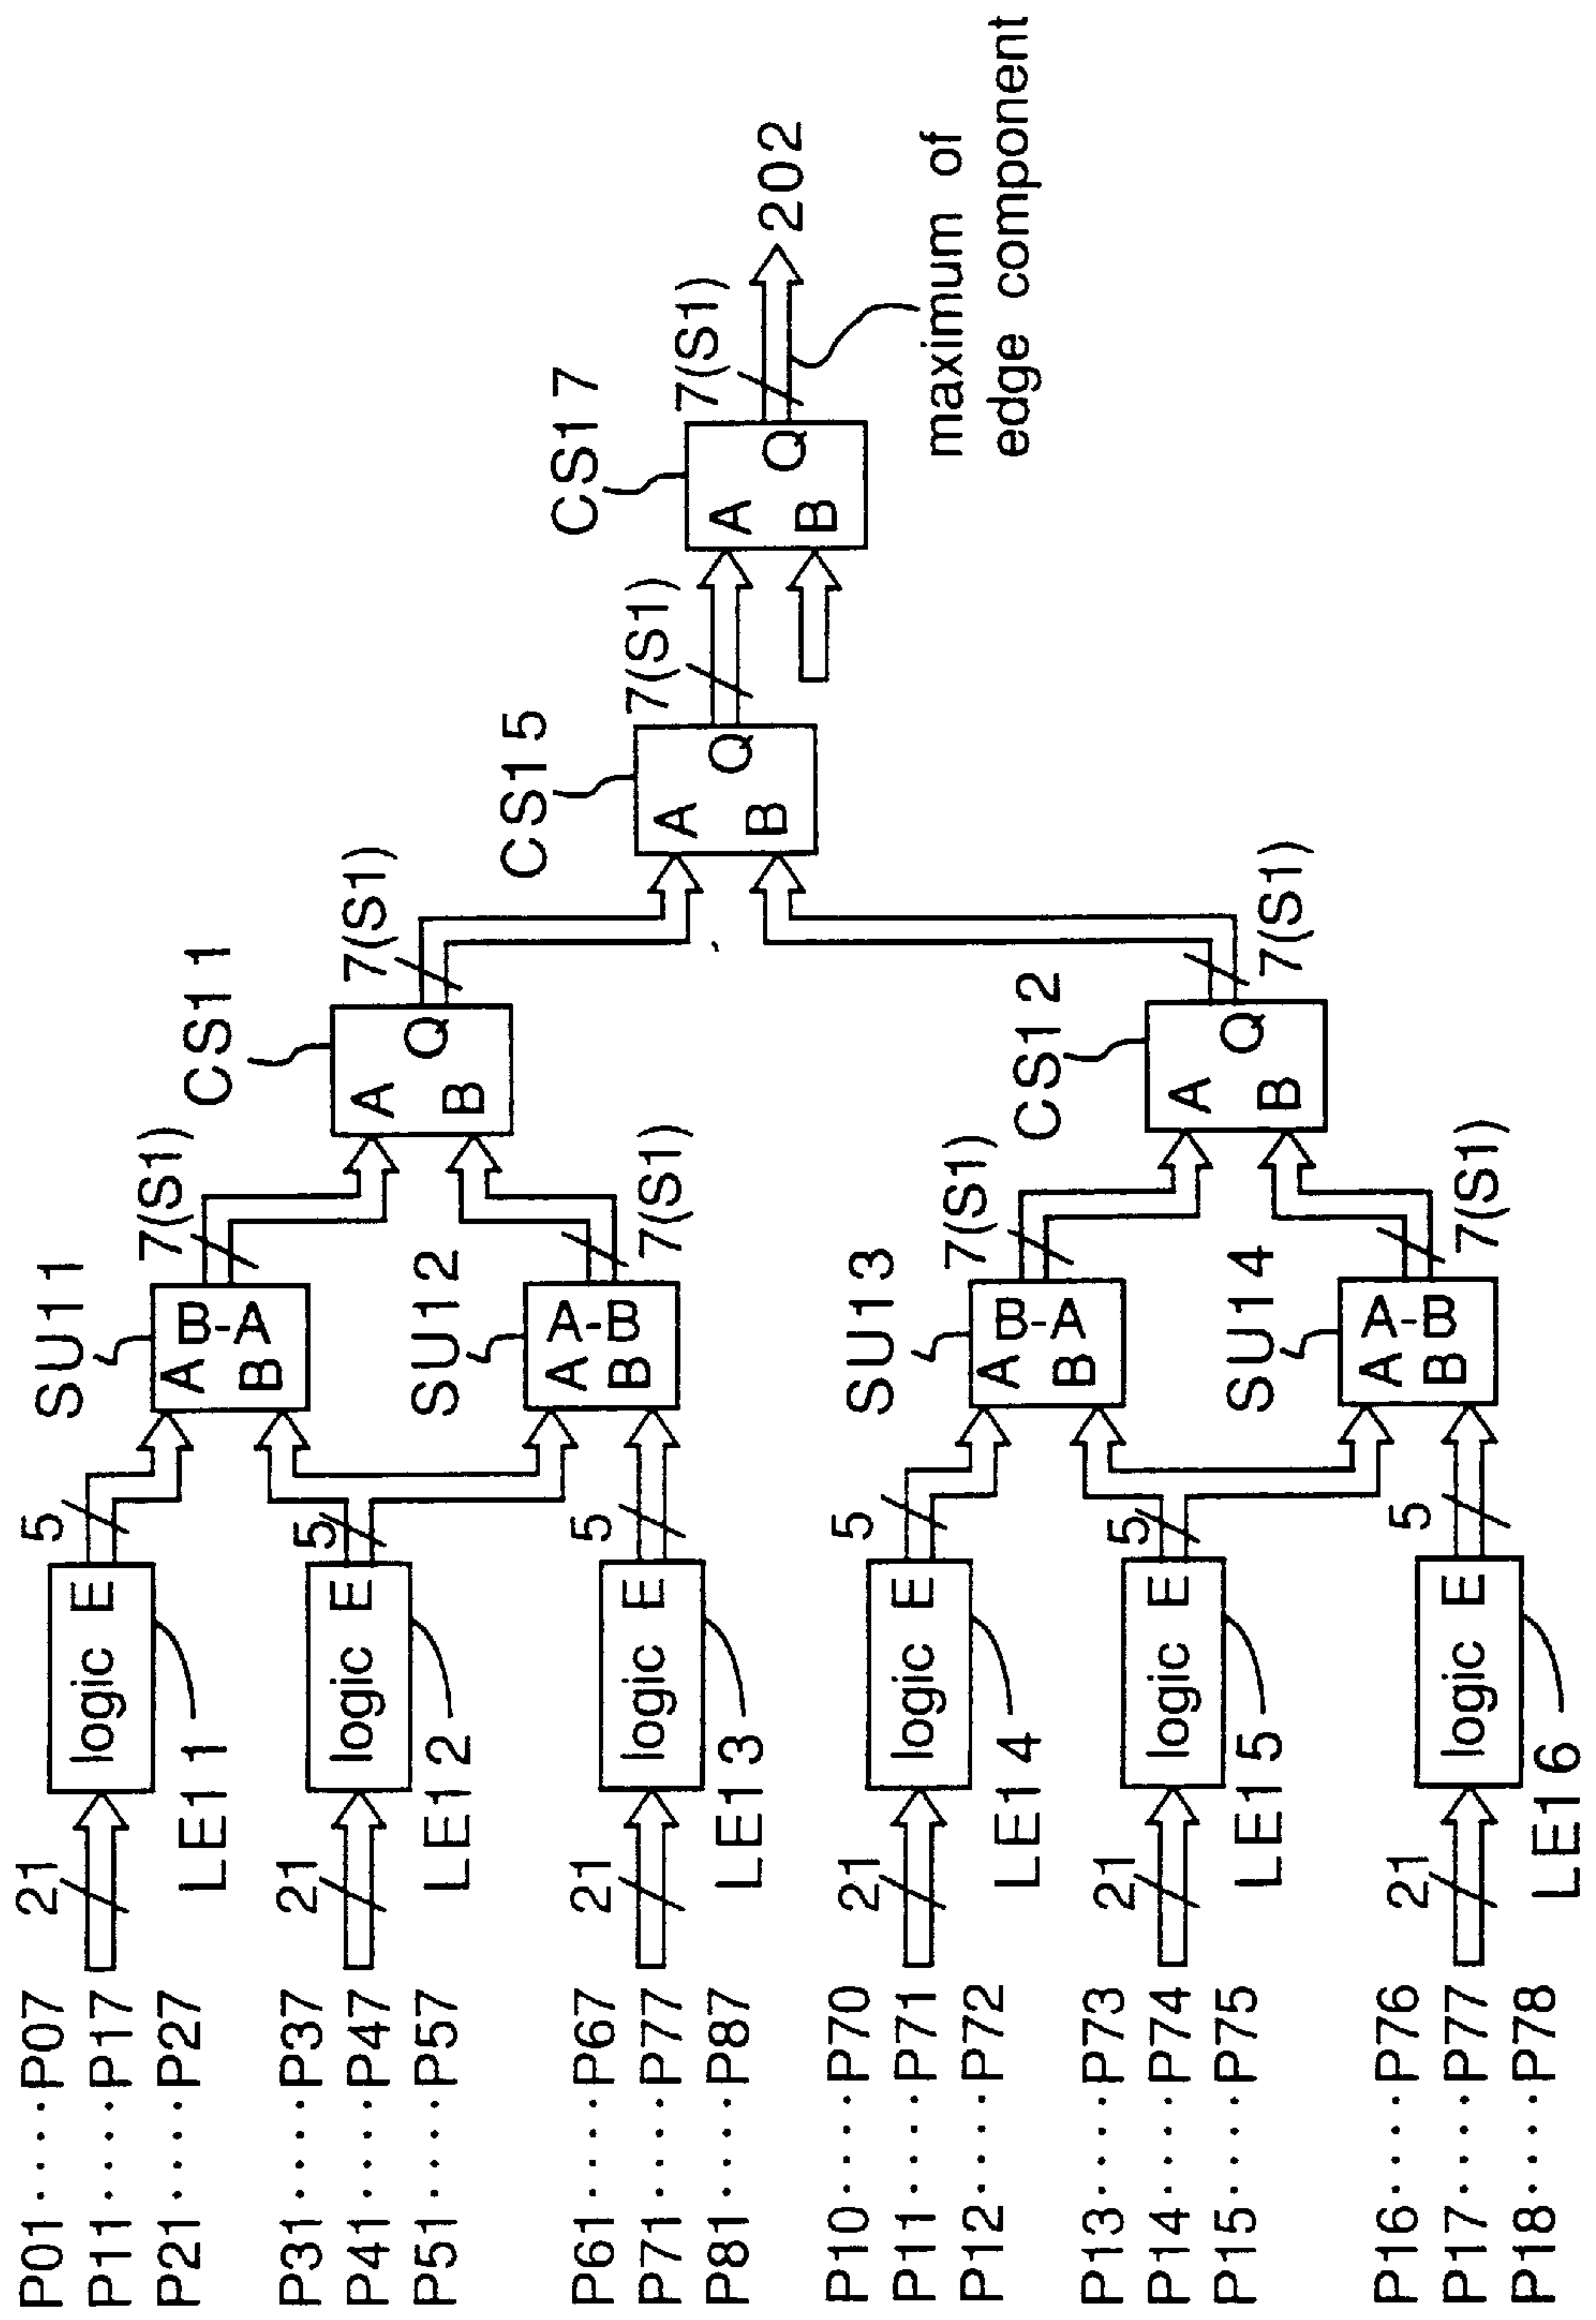 P01····P07
P11····P17
P21····P27
21
logic E
LE11
5
P31····P37
P41····P47
P51····P57
21
logic E
LE12
5
P61····P67
P71····P77
P81····P87
21
logic E
LE13
5
P10····P70
P11····P71
P12····P72
21
logic E
LE14
5
P13····P73
P14····P74
P15····P75
21
logic E
LE15
5
P16····P76
P17····P77
P18····P78
21
logic E
LE16
5
SU11
B-A
A
B
7(S1)
SU12
A-B
A
B
7(S1)
SU13
B-A
A
B
7(S1)
SU14
A-B
A
B
7(S1)
CS11
A
Q
B
7(S1)
CS12
A
Q
B
7(S1)
CS15
A
Q
B
7(S1)
CS17
A
Q
B
7(S1)
202
maximum of
edge component